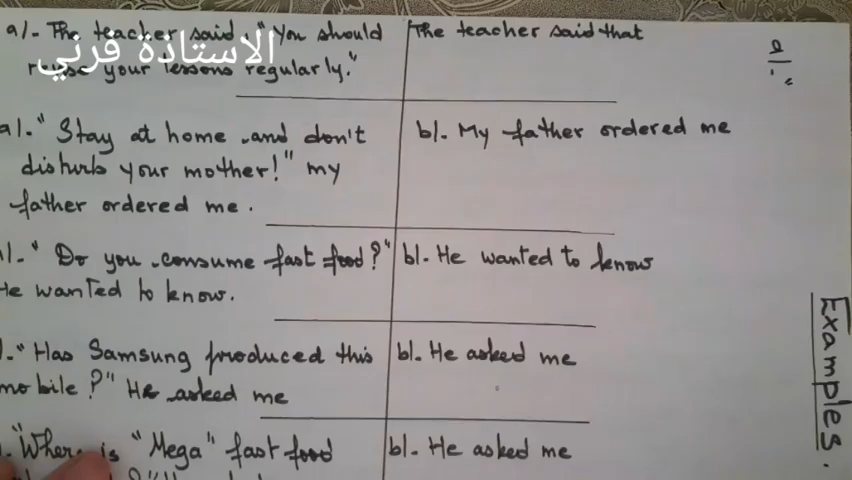 الاستاذة قرني
a/- The teacher said, "You should
revise your lessons regularly."
The teacher said that
a/- "Stay at home and don't
disturb your mother!" my
father ordered me.
b/- My father ordered me
"Do you consume fast food?"
He wanted to know.
b/- He wanted to know
"Has Samsung produced this
mobile?" He asked me
b/- He asked me
"Where is "Mega" fast food
b/- He asked me
Examples.